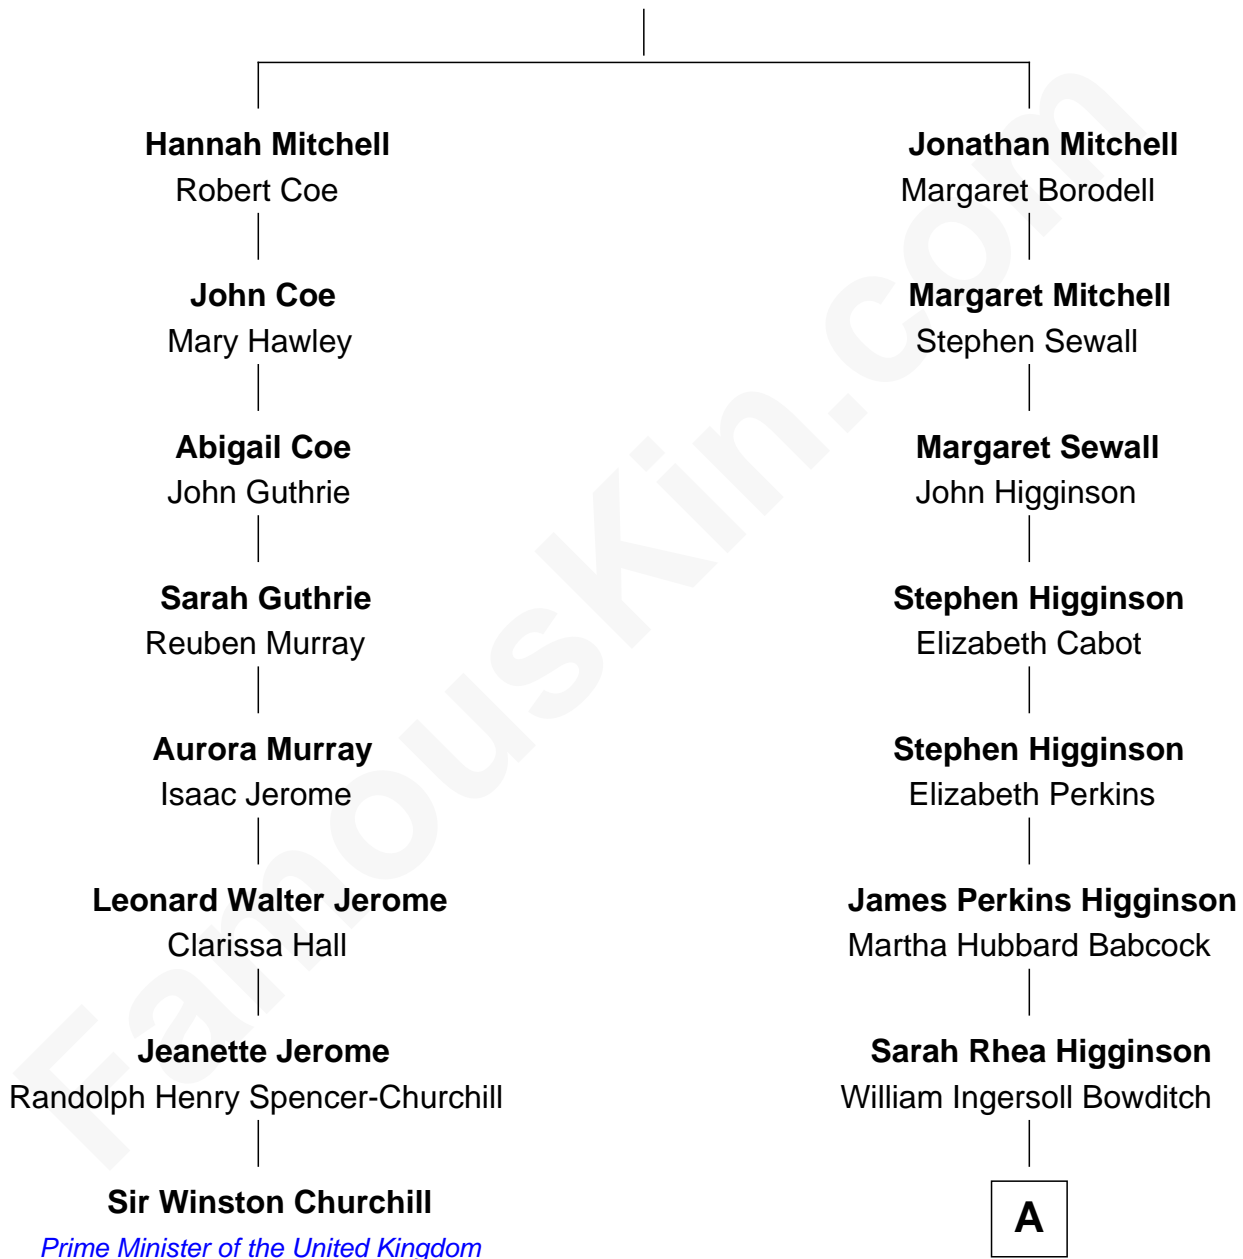 Hannah Mitchell
Robert Coe
John Coe
Mary Hawley
Abigail Coe
John Guthrie
Sarah Guthrie
Reuben Murray
Aurora Murray
Isaac Jerome
Leonard Walter Jerome
Clarissa Hall
Jeanette Jerome
Randolph Henry Spencer-Churchill
Sir Winston Churchill
Prime Minister of the United Kingdom
Jonathan Mitchell
Margaret Borodell
Margaret Mitchell
Stephen Sewall
Margaret Sewall
John Higginson
Stephen Higginson
Elizabeth Cabot
Stephen Higginson
Elizabeth Perkins
James Perkins Higginson
Martha Hubbard Babcock
Sarah Rhea Higginson
William Ingersoll Bowditch
A
FamousKin.com